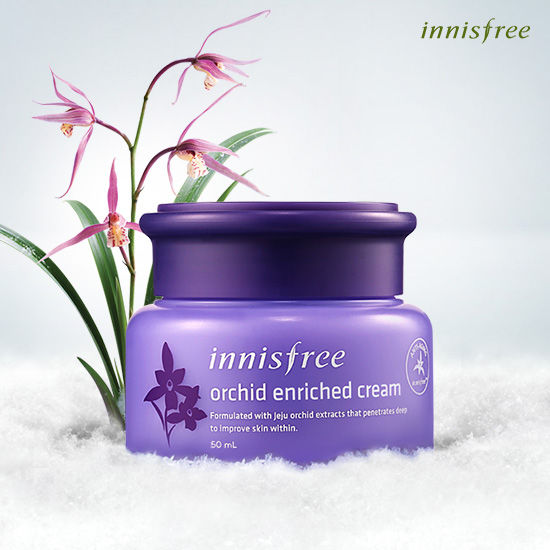 innisfree
innisfree
orchid enriched cream
Formulated with Jeju orchid extracts that penetrates deep
to improve skin within.
50 mL